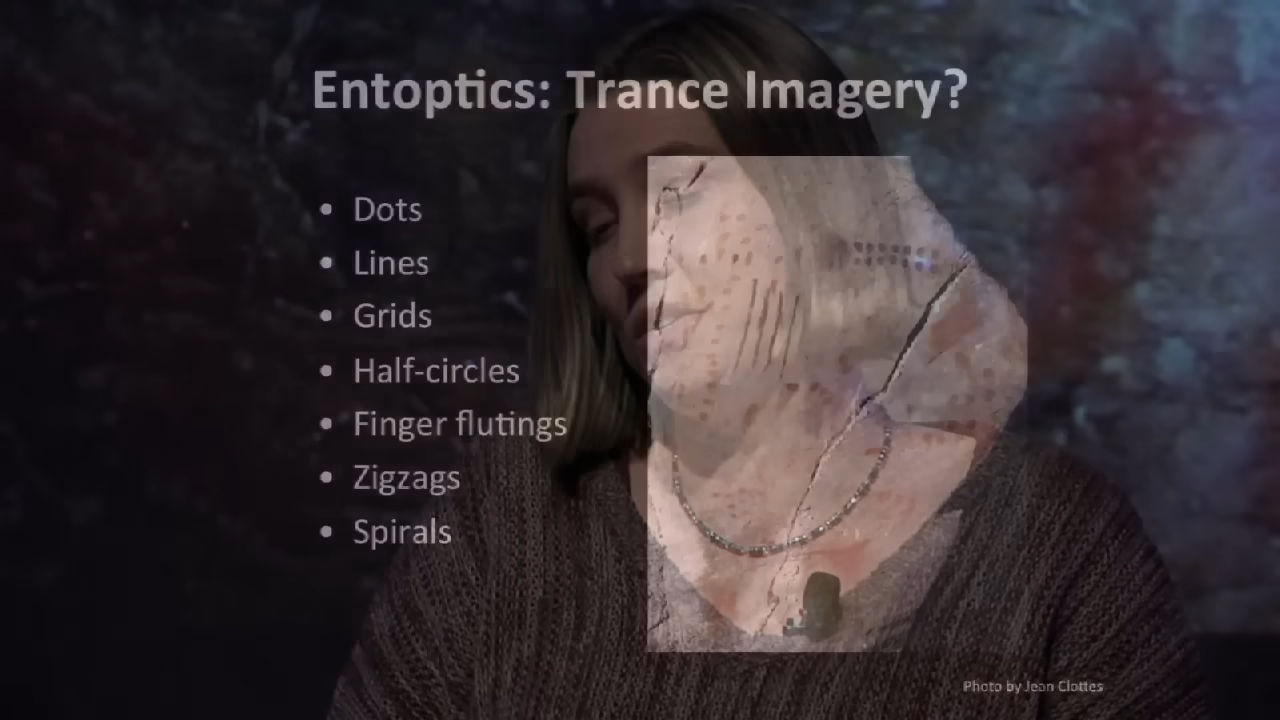 Entoptics: Trance Imagery?
• Dots
• Lines
• Grids
• Half-circles
• Finger flutings
• Zigzags
• Spirals
Photo by Jean Clottes